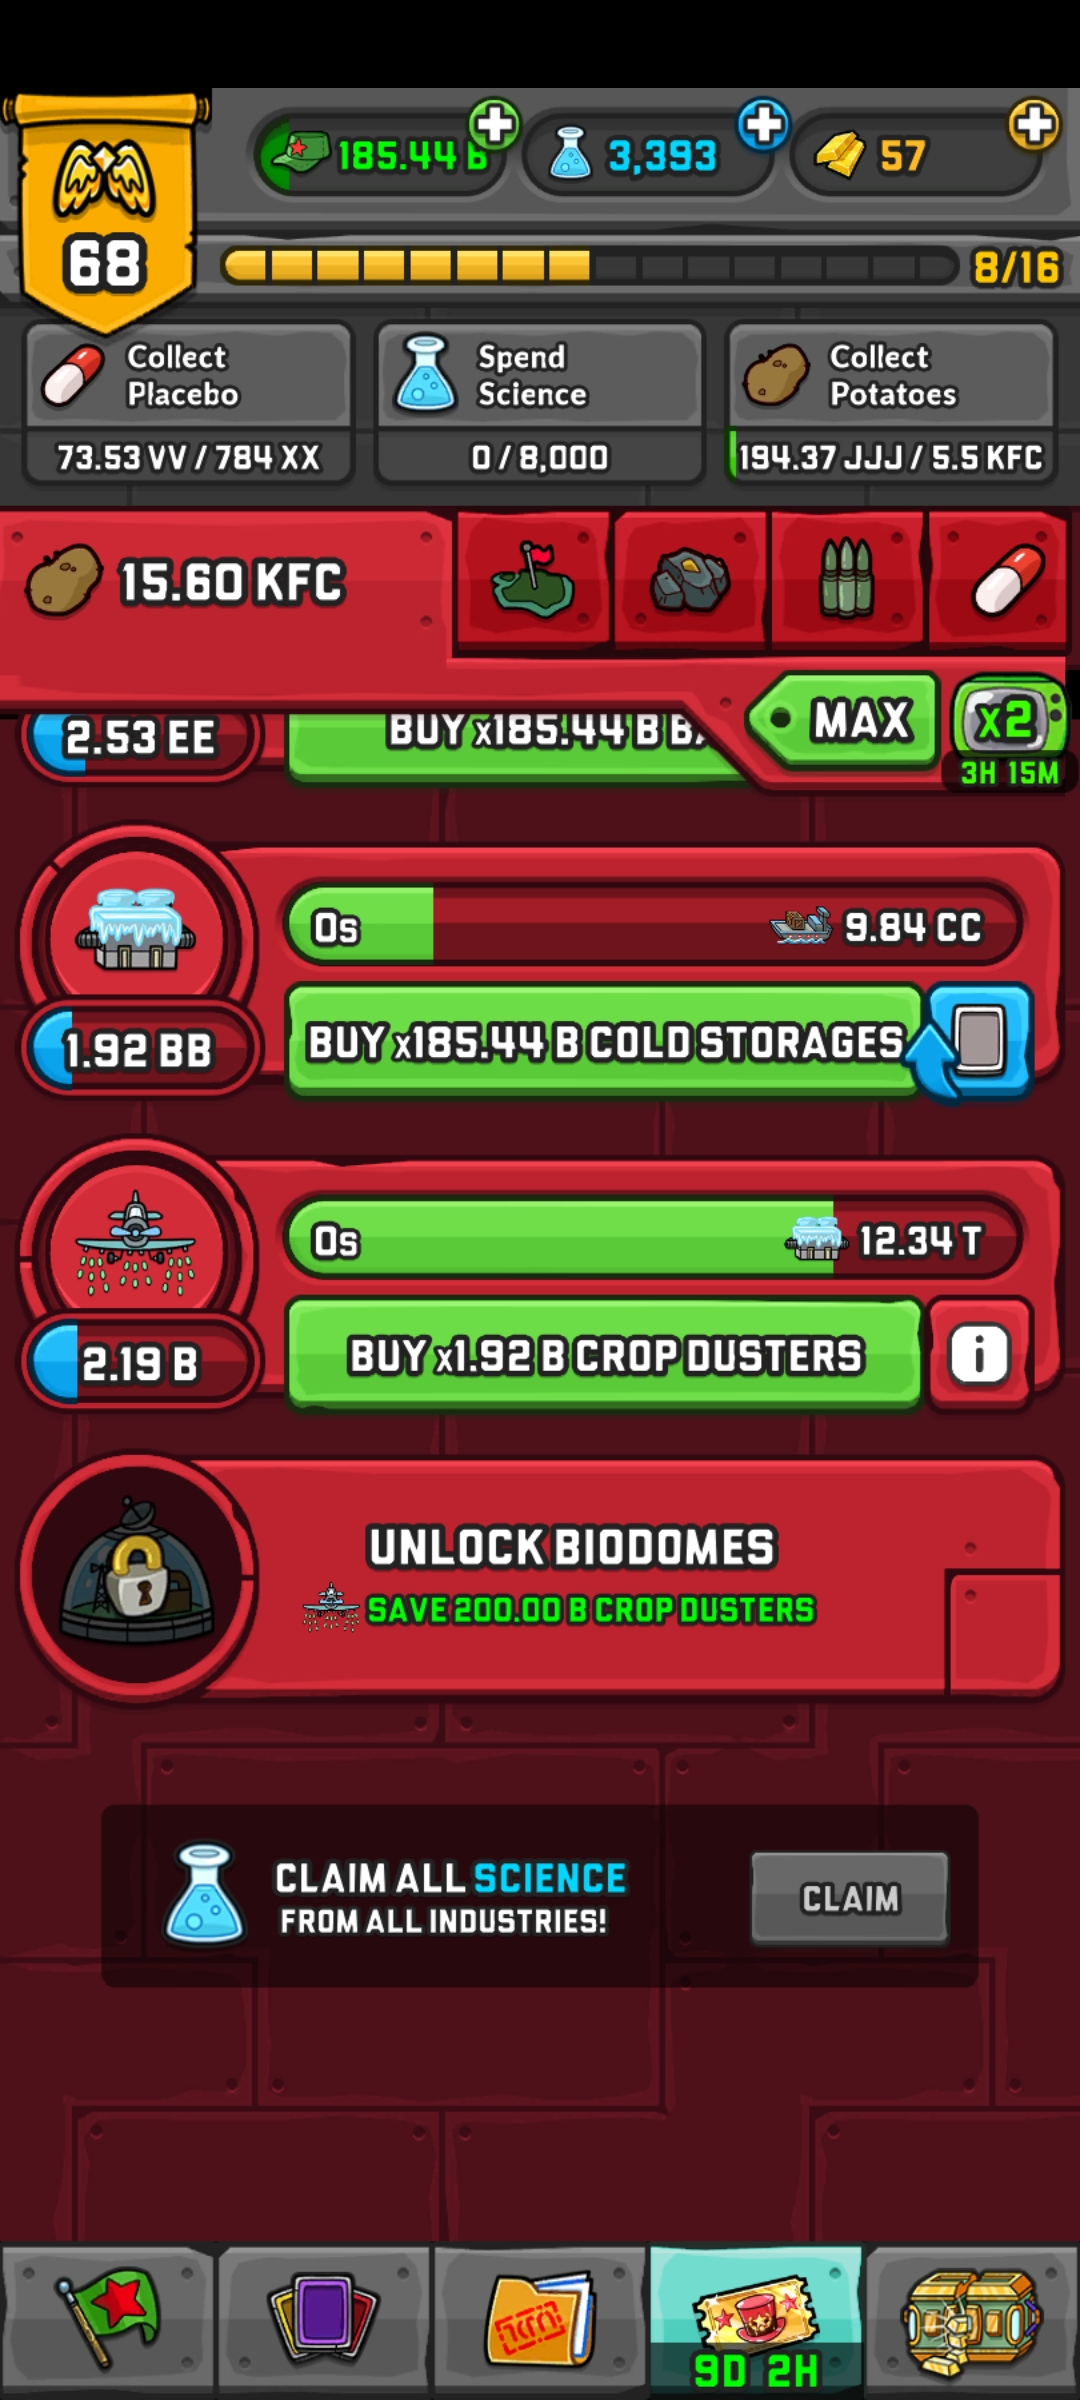 185.44 B
3,393
57
68
8/16
Collect
Placebo
73.53 VV / 784 XX
Spend
Science
0 / 8,000
Collect
Potatoes
194.37 JJJ / 5.5 KFC
15.60 KFC
MAX
x2
3H 15M
2.53 EE
BUY x185.44 B
0s
9.84 CC
1.92 BB
BUY x185.44 B COLD STORAGES
0s
12.34 T
2.19 B
BUY x1.92 B CROP DUSTERS
i
UNLOCK BIODOMES
SAVE 200.00 B CROP DUSTERS
CLAIM ALL SCIENCE
FROM ALL INDUSTRIES!
CLAIM
9D 2H